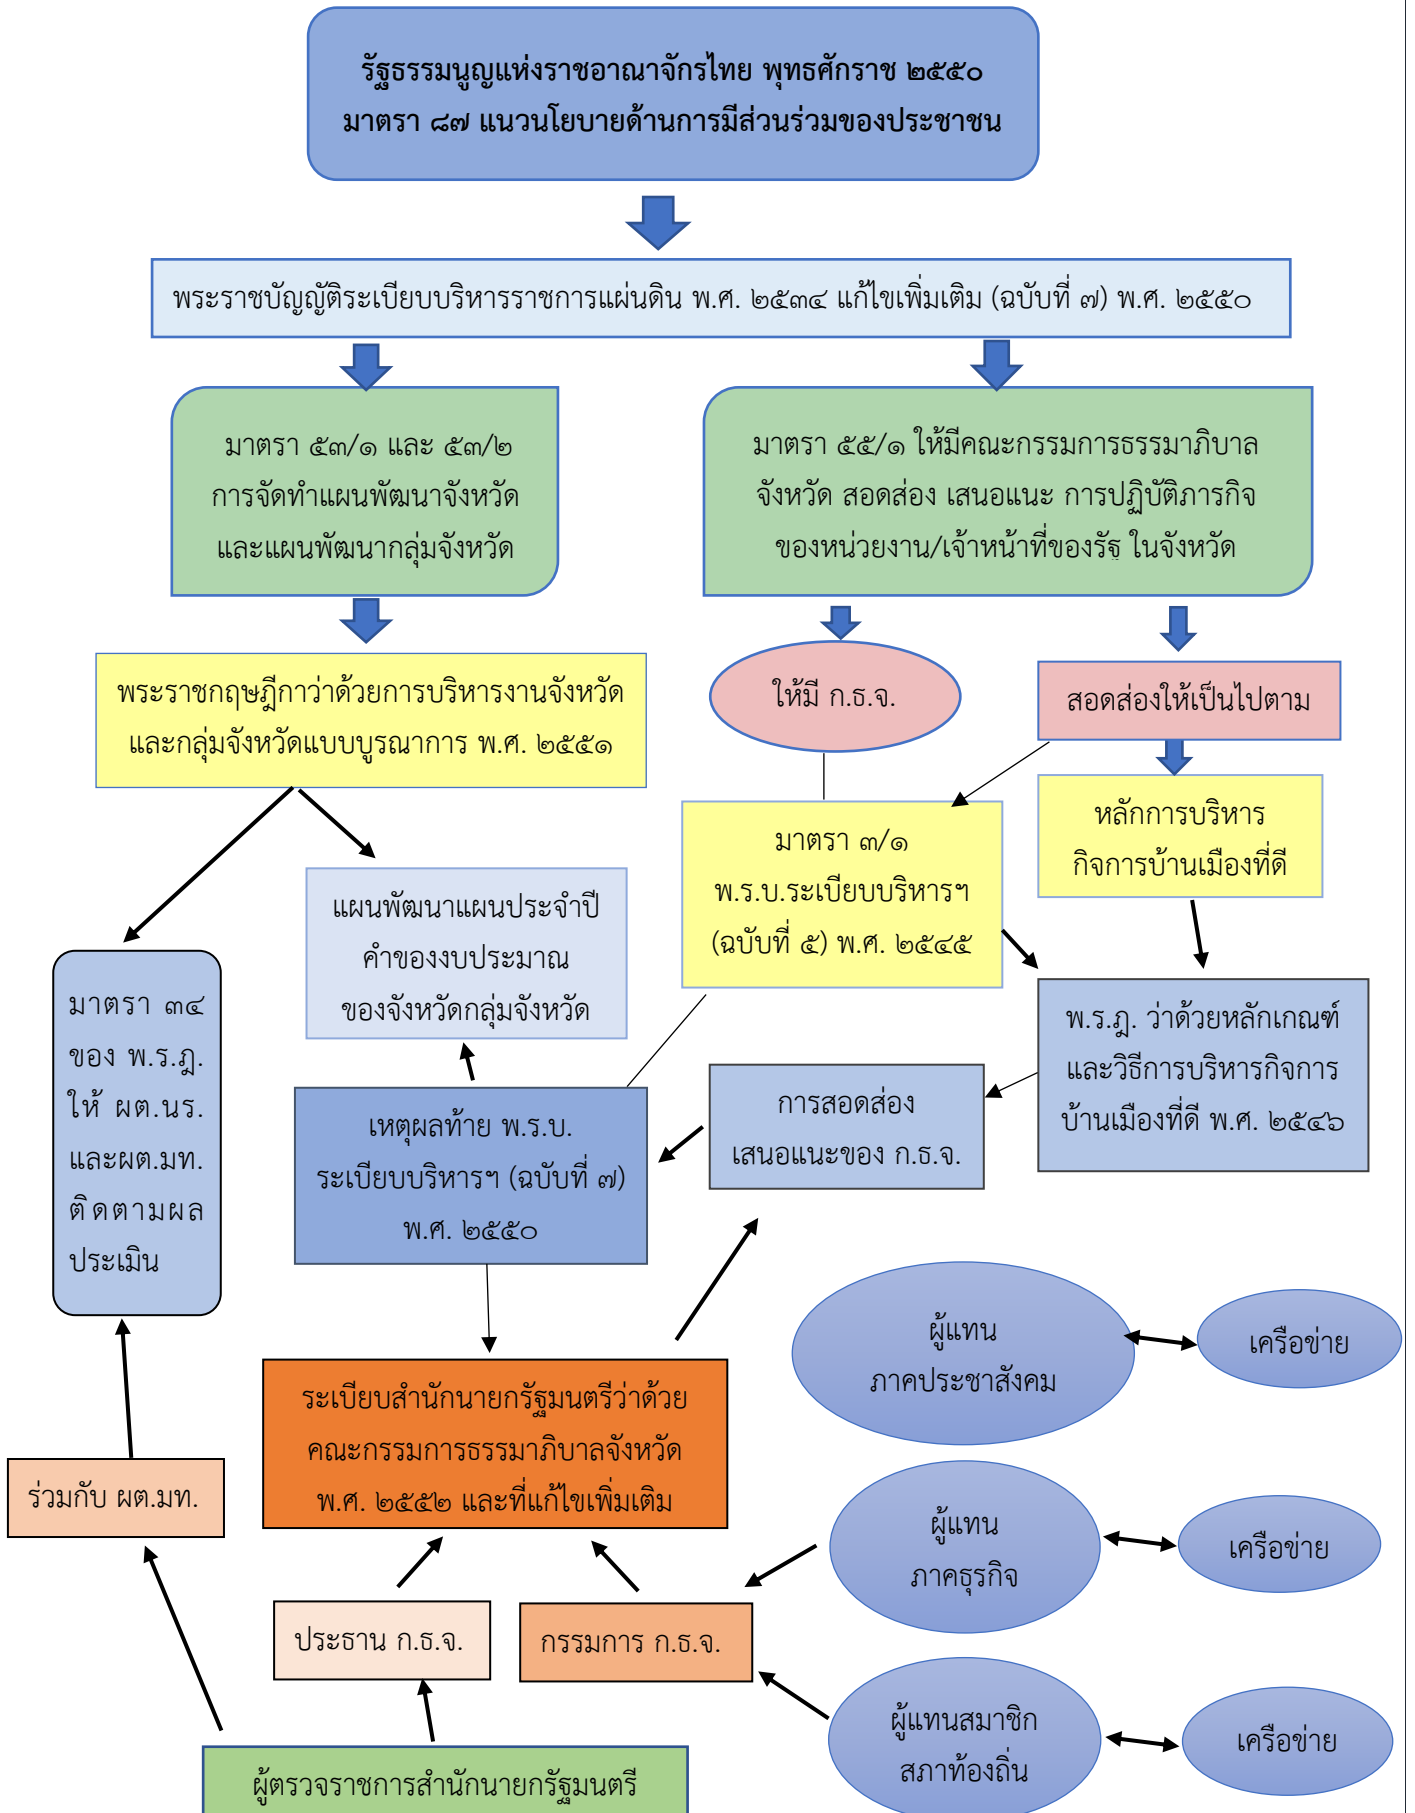 รัฐธรรมนูญแห่งราชอาณาจักรไทย พุทธศักราช ๒๕๕๐
มาตรา ๘๗ แนวนโยบายด้านการมีส่วนร่วมของประชาชน
พระราชบัญญัติระเบียบบริหารราชการแผ่นดิน พ.ศ. ๒๕๓๔ แก้ไขเพิ่มเติม (ฉบับที่ ๗) พ.ศ. ๒๕๕๐
มาตรา ๕๓/๑ และ ๕๓/๒
การจัดทำแผนพัฒนาจังหวัด
และแผนพัฒนากลุ่มจังหวัด
มาตรา ๕๕/๑ ให้มีคณะกรรมการธรรมาภิบาล
จังหวัด สอดส่อง เสนอแนะ การปฏิบัติภารกิจ
ของหน่วยงาน/เจ้าหน้าที่ของรัฐ ในจังหวัด
พระราชกฤษฎีกาว่าด้วยการบริหารงานจังหวัด
และกลุ่มจังหวัดแบบบูรณาการ พ.ศ. ๒๕๕๑
ให้มี ก.ธ.จ.
สอดส่องให้เป็นไปตาม
หลักการบริหาร
กิจการบ้านเมืองที่ดี
มาตรา ๓/๑
พ.ร.บ.ระเบียบบริหารฯ
(ฉบับที่ ๕) พ.ศ. ๒๕๔๕
แผนพัฒนาแผนประจำปี
คำของงบประมาณ
ของจังหวัดกลุ่มจังหวัด
มาตรา ๓๔
ของ พ.ร.ฎ.
ให้ ผต.นร.
และผต.มท.
ติดตามผล
ประเมิน
พ.ร.ฎ. ว่าด้วยหลักเกณฑ์
และวิธีการบริหารกิจการ
บ้านเมืองที่ดี พ.ศ. ๒๕๔๖
การสอดส่อง
เสนอแนะของ ก.ธ.จ.
เหตุผลท้าย พ.ร.บ.
ระเบียบบริหารฯ (ฉบับที่ ๗)
พ.ศ. ๒๕๕๐
ผู้แทน
ภาคประชาสังคม
เครือข่าย
ระเบียบสำนักนายกรัฐมนตรีว่าด้วย
คณะกรรมการธรรมาภิบาลจังหวัด
พ.ศ. ๒๕๕๒ และที่แก้ไขเพิ่มเติม
ร่วมกับ ผต.มท.
ผู้แทน
ภาคธุรกิจ
เครือข่าย
ประธาน ก.ธ.จ.
กรรมการ ก.ธ.จ.
ผู้แทนสมาชิก
สภาท้องถิ่น
เครือข่าย
ผู้ตรวจราชการสำนักนายกรัฐมนตรี